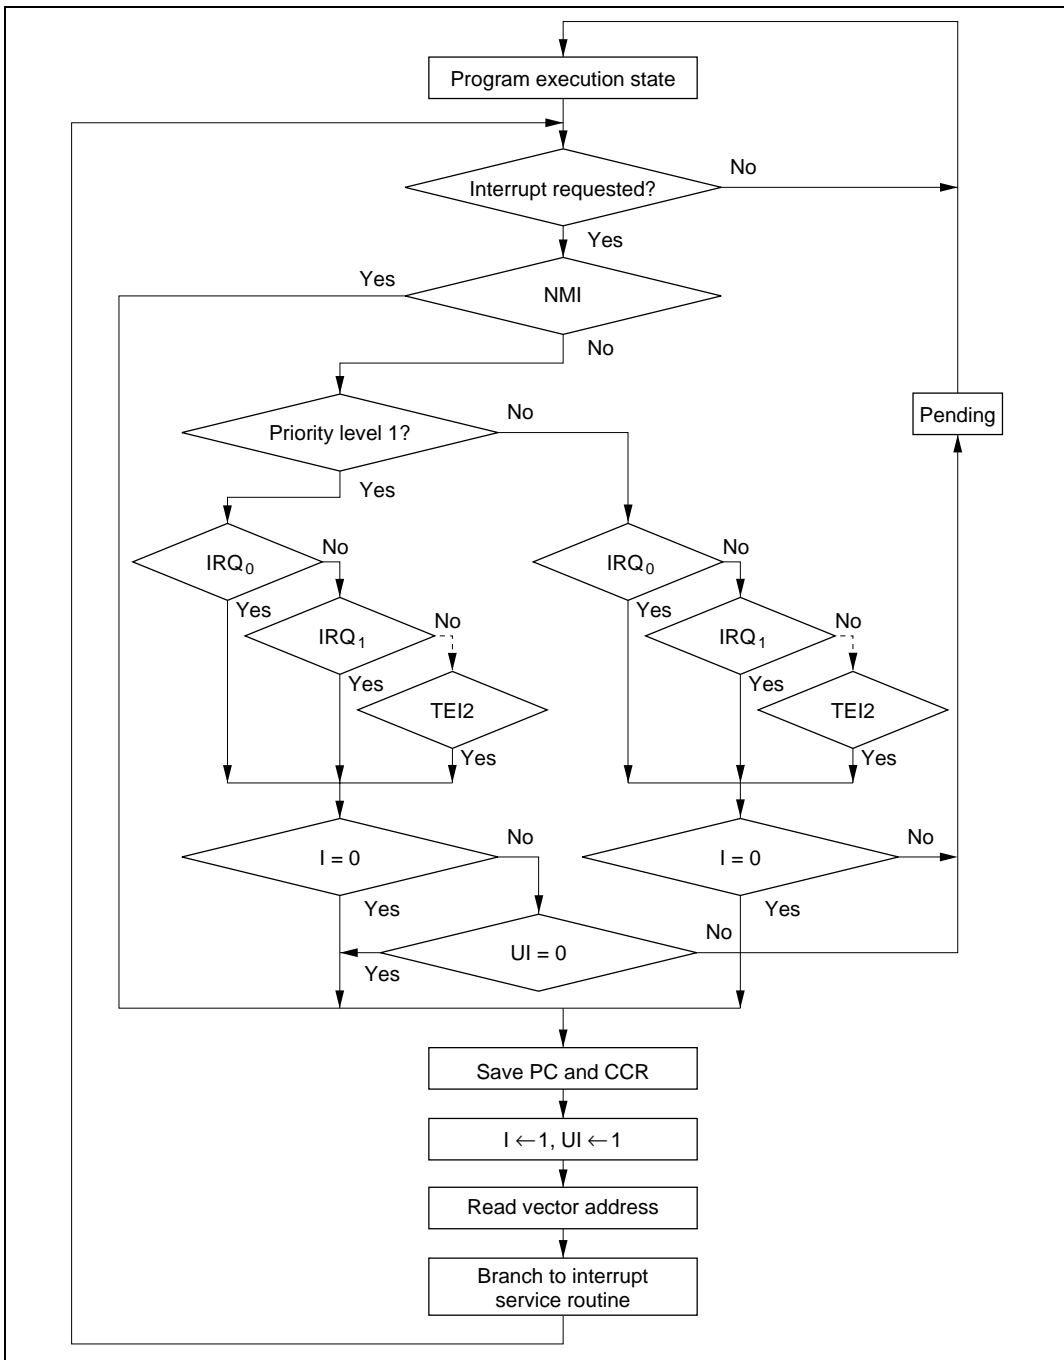 Program execution state
No
Interrupt requested?
Yes
Yes
NMI
No
No
Pending
Priority level 1?
Yes
No
No
IRQ0
IRQ0
Yes
No
Yes
No
IRQ1
IRQ1
Yes
Yes
TEI2
TEI2
Yes
Yes
No
No
I = 0
I = 0
Yes
Yes
No
UI = 0
Yes
Save PC and CCR
I ←1, UI ←1
Read vector address
Branch to interrupt
service routine